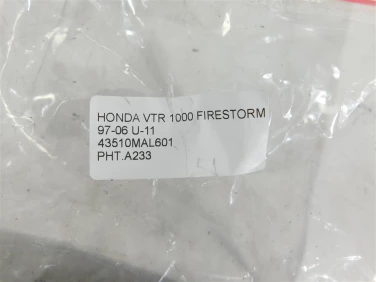 HONDA VTR 1000 FIRESTORM
97-06 U-11
43510MAL601
PHT.A233